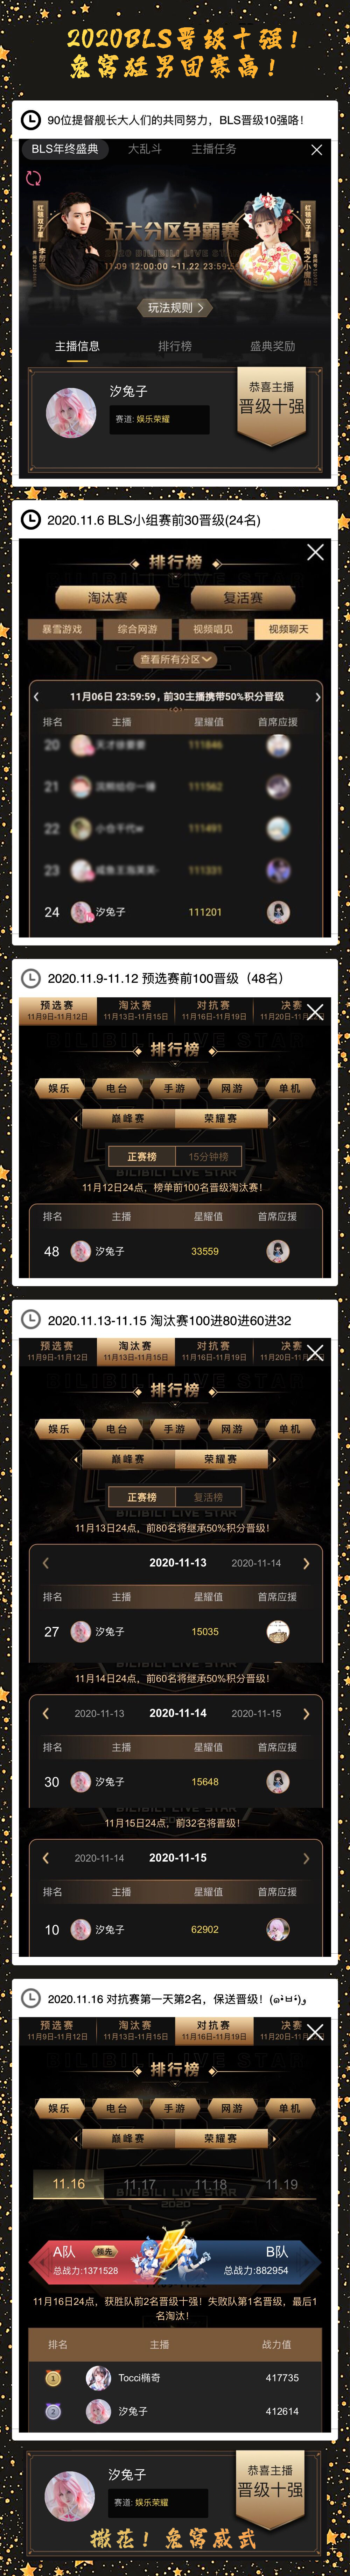 2020BLS晋级十强！
兔窝猛男团赛高！
90位提督舰长大人们的共同努力，BLS晋级10强咯！
BLS年终盛典 大乱斗 主播任务
五大分区争霸赛
11.09 12:00:00 ~11.22 23:59:59
玩法规则
主播信息 排行榜 盛典奖励
汐兔子
赛道: 娱乐荣耀
恭喜主播
晋级十强
2020.11.6 BLS小组赛前30晋级(24名)
排行榜
淘汰赛 复活赛
暴雪游戏 综合网游 视频唱见 视频聊天
查看所有分区
11月06日 23:59:59，前30主播携带50%积分晋级
排名 主播 星耀值 首席应援
20 111846
21 111562
22 111491
23 111331
24 汐兔子 111201
2020.11.9-11.12 预选赛前100晋级（48名）
预选赛 淘汰赛 对抗赛 决赛
11月9日-11月12日 11月13日-11月15日 11月16日-11月19日 11月20日-11月
BILIBILI LIVE STAR
排行榜
娱乐 电台 手游 网游 单机
巅峰赛 荣耀赛
正赛榜 15分钟榜
BILIBILI LIVE STAR
11月12日24点，榜单前100名晋级淘汰赛！
排名 主播 星耀值 首席应援
48 汐兔子 33559
2020.11.13-11.15 淘汰赛100进80进60进32
预选赛 淘汰赛 对抗赛 决赛
11月9日-11月12日 11月13日-11月15日 11月16日-11月19日 11月20日-11月
BILIBILI LIVE STAR
排行榜
娱乐 电台 手游 网游 单机
巅峰赛 荣耀赛
正赛榜 复活榜
11月13日24点，前80名将继承50%积分晋级！
2020-11-13 2020-11-14
排名 主播 星耀值 首席应援
27 汐兔子 15035
11月14日24点，前60名将继承50%积分晋级！
2020-11-13 2020-11-14 2020-11-15
排名 主播 星耀值 首席应援
30 汐兔子 15648
11月15日24点，前32名将晋级！
2020-11-14 2020-11-15
排名 主播 星耀值 首席应援
10 汐兔子 62902
2020.11.16 对抗赛第一天第2名，保送晋级！(๑•̀ㅂ•́)و
预选赛 淘汰赛 对抗赛 决赛
11月9日-11月12日 11月13日-11月15日 11月16日-11月19日 11月20日-11月
BILIBILI LIVE STAR
排行榜
娱乐 电台 手游 网游 单机
巅峰赛 荣耀赛
11.16 11.17 11.18 11.19
BILIBILI LIVE STAR
2020
A队 领先 B队
总战力:1371528 总战力:882954
11月16日24点，获胜队前2名晋级十强！失败队第1名晋级，最后1
名淘汰！
排名 主播 战力值
1 Tocci椭奇 417735
2 汐兔子 412614
汐兔子
赛道: 娱乐荣耀
恭喜主播
晋级十强
撒花！兔窝威武